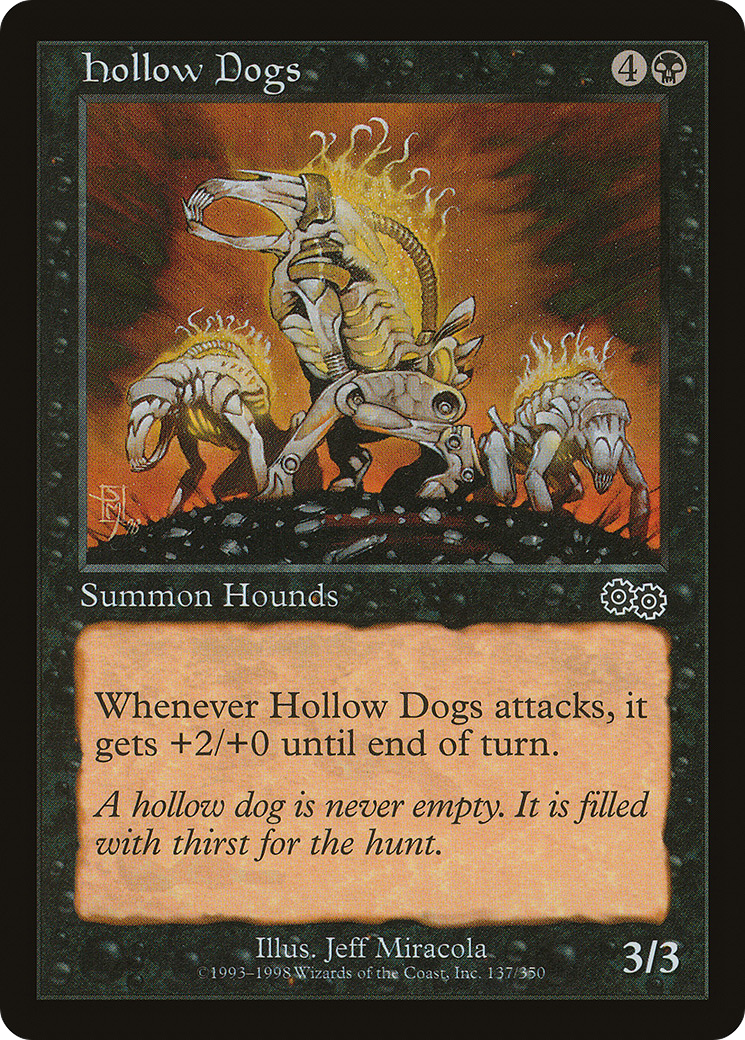 Hollow Dogs
4
Summon Hounds
Whenever Hollow Dogs attacks, it
gets +2/+0 until end of turn.
A hollow dog is never empty. It is filled
with thirst for the hunt.
Illus. Jeff Miracola
©1993–1998 Wizards of the Coast, Inc. 137/350
3/3